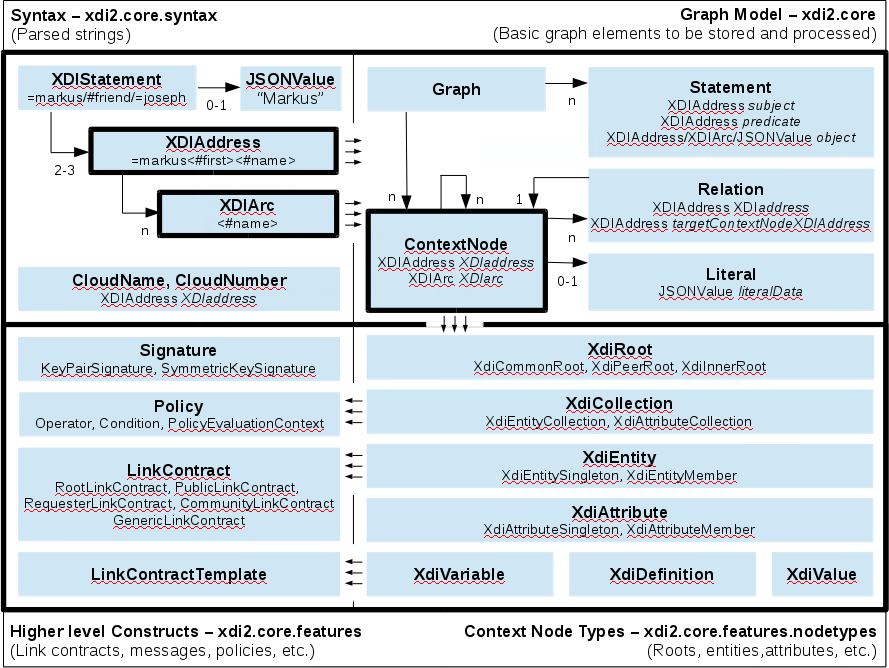 Syntax – xdi2.core.syntax
(Parsed strings)
Graph Model – xdi2.core
(Basic graph elements to be stored and processed)
XDIStatement
=markus/#friend/=joseph
0-1
JSONValue
“Markus”
2-3
XDIAddress
=markus<#first><#name>
n
XDIArc
<#name>
CloudName, CloudNumber
XDIAddress XDIaddress
Graph
n
Statement
XDIAddress subject
XDIAddress predicate
XDIAddress/XDIArc/JSONValue object
n
n
1
Relation
XDIAddress XDIaddress
XDIAddress targetContextNodeXDIAddress
n
ContextNode
XDIAddress XDIaddress
XDIArc XDIarc
0-1
Literal
JSONValue literalData
Signature
KeyPairSignature, SymmetricKeySignature
Policy
Operator, Condition, PolicyEvaluationContext
LinkContract
RootLinkContract, PublicLinkContract,
RequesterLinkContract, CommunityLinkContract
GenericLinkContract
LinkContractTemplate
XdiRoot
XdiCommonRoot, XdiPeerRoot, XdiInnerRoot
XdiCollection
XdiEntityCollection, XdiAttributeCollection
XdiEntity
XdiEntitySingleton, XdiEntityMember
XdiAttribute
XdiAttributeSingleton, XdiAttributeMember
XdiVariable
XdiDefinition
XdiValue
Higher level Constructs – xdi2.core.features
(Link contracts, messages, policies, etc.)
Context Node Types – xdi2.core.features.nodetypes
(Roots, entities,attributes, etc.)